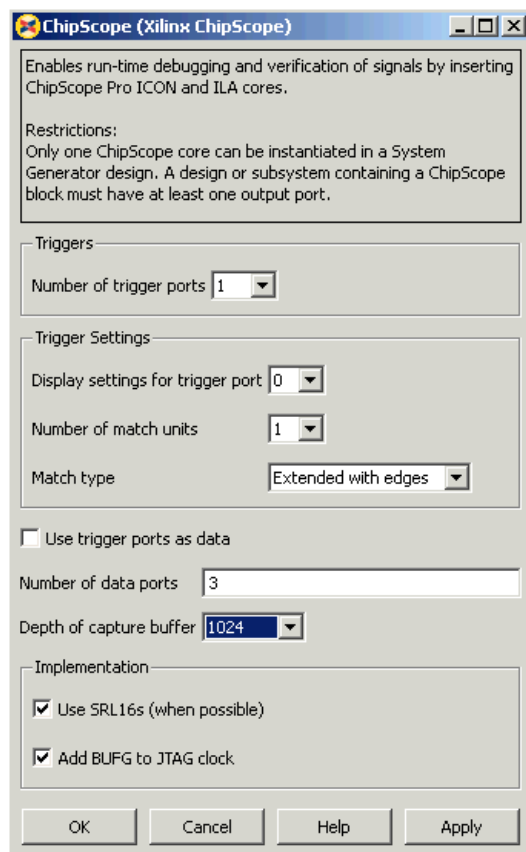 ChipScope (Xilinx ChipScope)
Enables run-time debugging and verification of signals by inserting
ChipScope Pro ICON and ILA cores.
Restrictions:
Only one ChipScope core can be instantiated in a System
Generator design. A design or subsystem containing a ChipScope
block must have at least one output port.
Triggers
Number of trigger ports 1
Trigger Settings
Display settings for trigger port 0
Number of match units 1
Match type Extended with edges
Use trigger ports as data
Number of data ports 3
Depth of capture buffer 1024
Implementation
Use SRL16s (when possible)
Add BUFG to JTAG clock
OK Cancel Help Apply